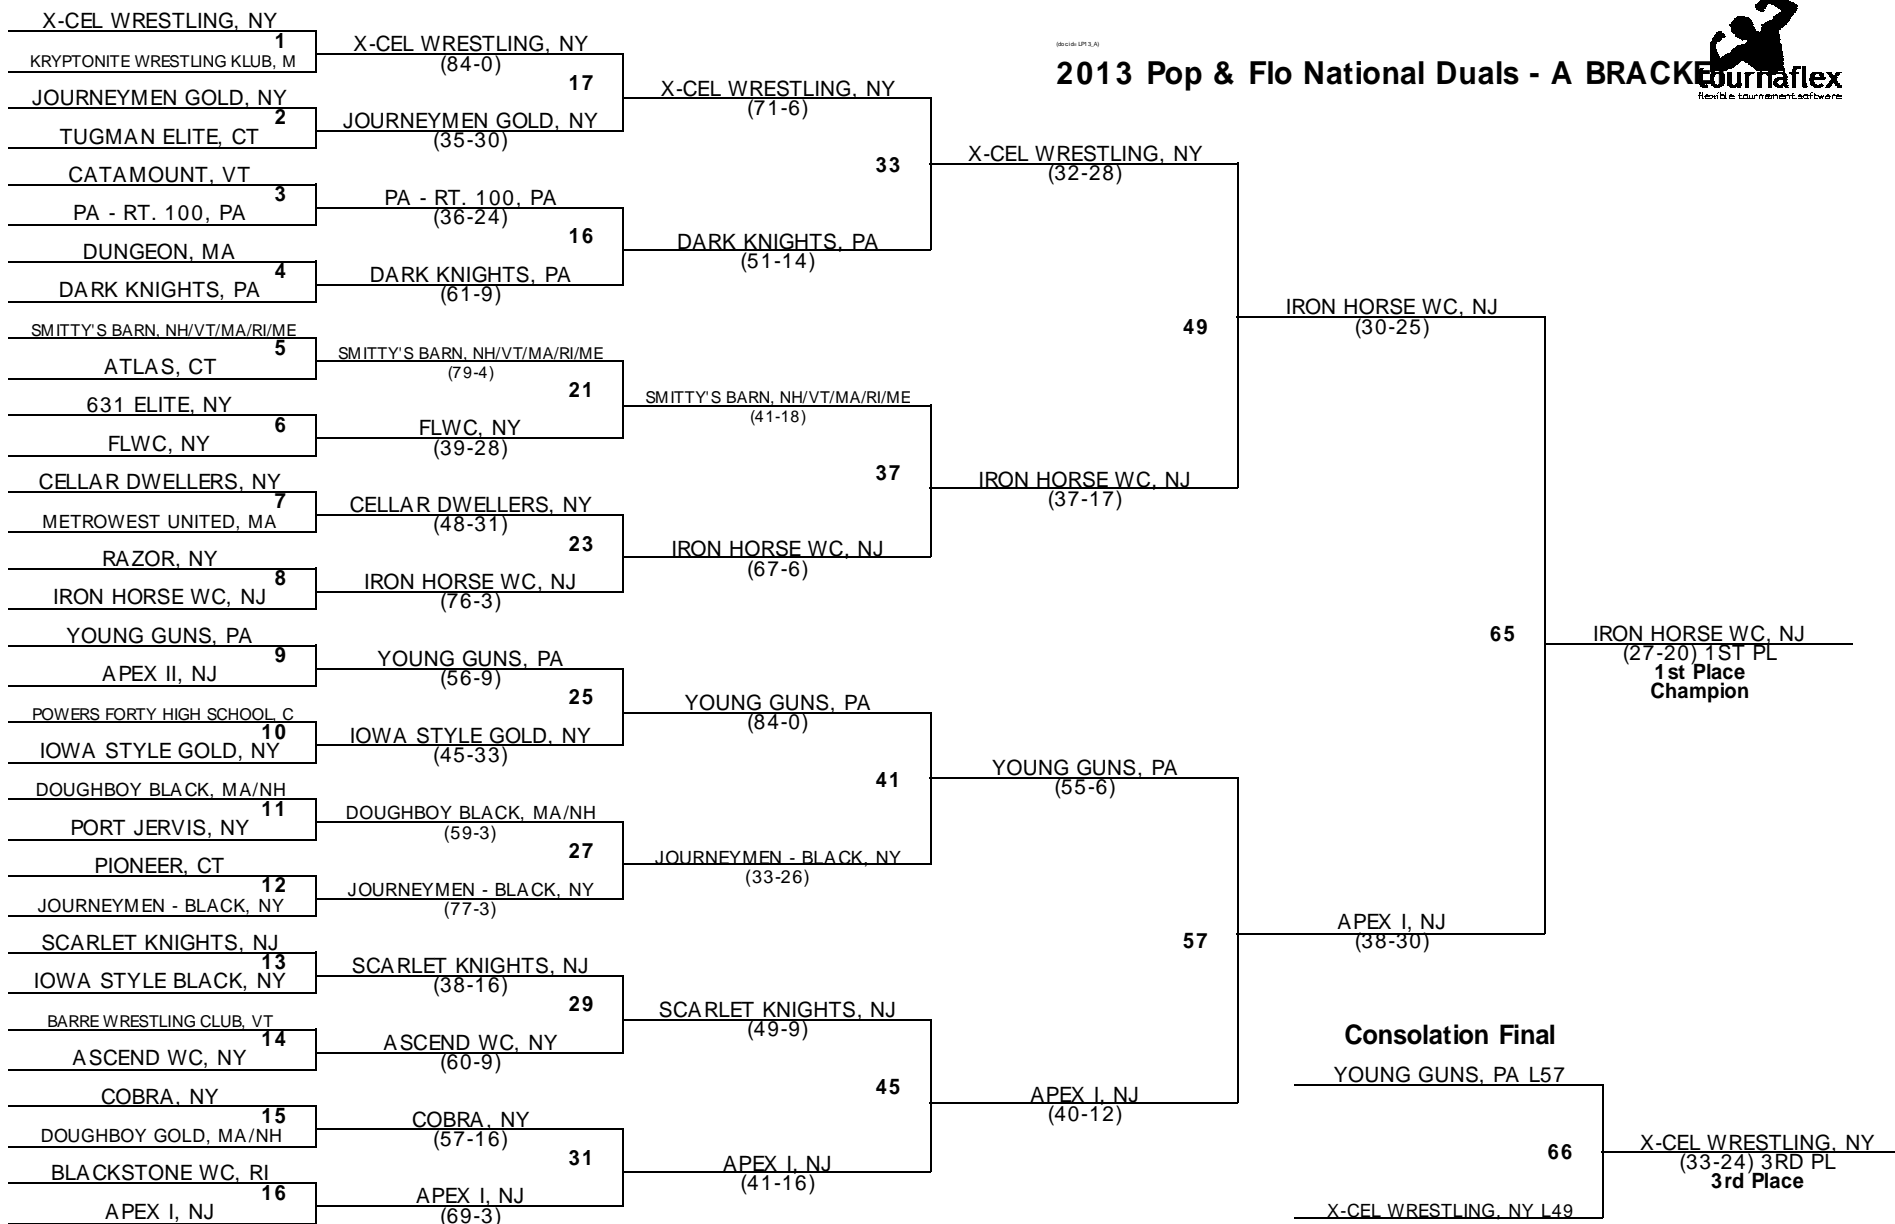 (docid: LP13_A)
2013 Pop & Flo National Duals - A BRACKE
tournaflex
flexible tournament software
X-CEL WRESTLING, NY
1
KRYPTONITE WRESTLING KLUB, M
JOURNEYMEN GOLD, NY
2
TUGMAN ELITE, CT
CATAMOUNT, VT
3
PA - RT. 100, PA
DUNGEON, MA
4
DARK KNIGHTS, PA
SMITTY'S BARN, NH/VT/MA/RI/ME
5
ATLAS, CT
631 ELITE, NY
6
FLWC, NY
CELLAR DWELLERS, NY
7
METROWEST UNITED, MA
RAZOR, NY
8
IRON HORSE WC, NJ
YOUNG GUNS, PA
9
APEX II, NJ
POWERS FORTY HIGH SCHOOL, C
10
IOWA STYLE GOLD, NY
DOUGHBOY BLACK, MA/NH
11
PORT JERVIS, NY
PIONEER, CT
12
JOURNEYMEN - BLACK, NY
SCARLET KNIGHTS, NJ
13
IOWA STYLE BLACK, NY
BARRE WRESTLING CLUB, VT
14
ASCEND WC, NY
COBRA, NY
15
DOUGHBOY GOLD, MA/NH
BLACKSTONE WC, RI
16
APEX I, NJ
X-CEL WRESTLING, NY
(84-0)
17
JOURNEYMEN GOLD, NY
(35-30)
PA - RT. 100, PA
(36-24)
16
DARK KNIGHTS, PA
(61-9)
SMITTY'S BARN, NH/VT/MA/RI/ME
(79-4)
21
FLWC, NY
(39-28)
CELLAR DWELLERS, NY
(48-31)
23
IRON HORSE WC, NJ
(76-3)
YOUNG GUNS, PA
(56-9)
25
IOWA STYLE GOLD, NY
(45-33)
DOUGHBOY BLACK, MA/NH
(59-3)
27
JOURNEYMEN - BLACK, NY
(77-3)
SCARLET KNIGHTS, NJ
(38-16)
29
ASCEND WC, NY
(60-9)
COBRA, NY
(57-16)
31
APEX I, NJ
(69-3)
X-CEL WRESTLING, NY
(71-6)
33
DARK KNIGHTS, PA
(51-14)
SMITTY'S BARN, NH/VT/MA/RI/ME
(41-18)
37
IRON HORSE WC, NJ
(67-6)
YOUNG GUNS, PA
(84-0)
41
JOURNEYMEN - BLACK, NY
(33-26)
SCARLET KNIGHTS, NJ
(49-9)
45
APEX I, NJ
(41-16)
X-CEL WRESTLING, NY
(32-28)
49
IRON HORSE WC, NJ
(37-17)
YOUNG GUNS, PA
(55-6)
57
APEX I, NJ
(40-12)
IRON HORSE WC, NJ
(30-25)
65
APEX I, NJ
(38-30)
IRON HORSE WC, NJ
(27-20) 1ST PL
1st Place
Champion
Consolation Final
YOUNG GUNS, PA L57
66
X-CEL WRESTLING, NY L49
X-CEL WRESTLING, NY
(33-24) 3RD PL
3rd Place